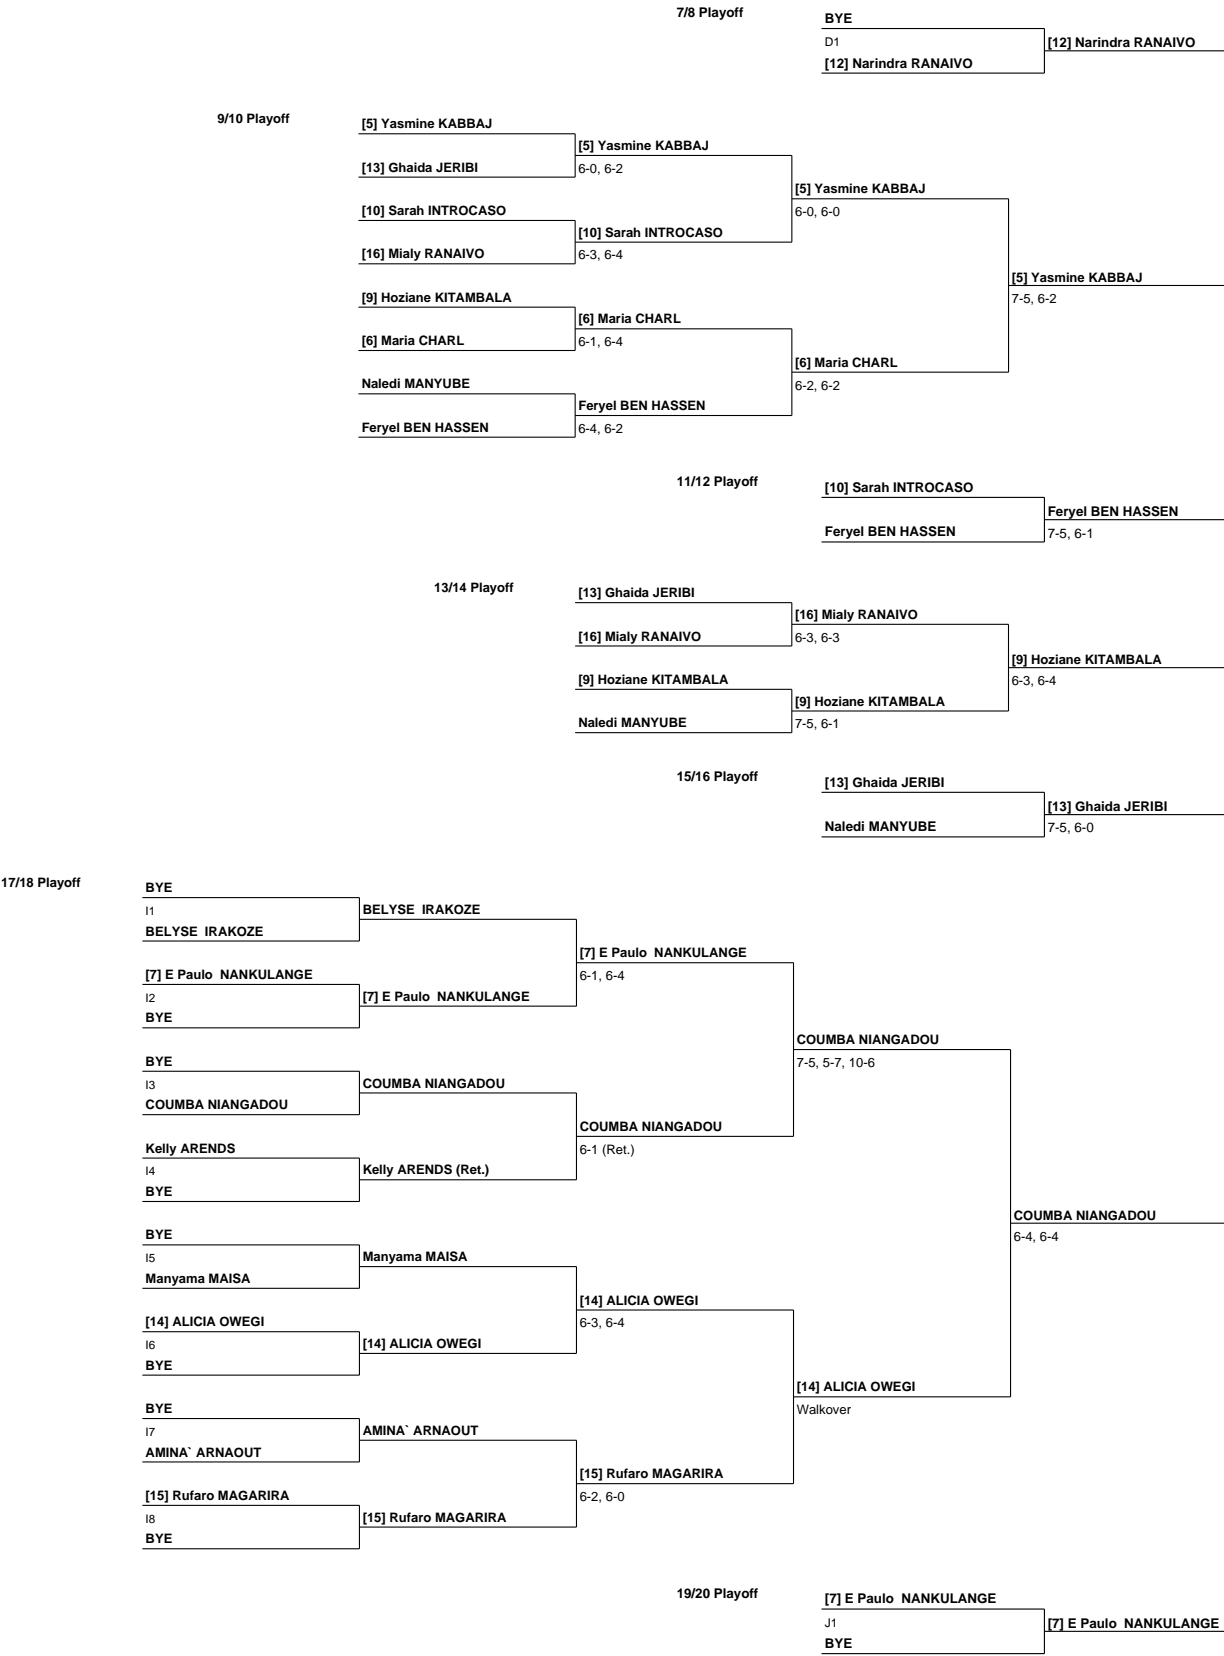 7/8 Playoff
BYE
D1
[12] Narindra RANAIVO
[12] Narindra RANAIVO
9/10 Playoff
[5] Yasmine KABBAJ
[5] Yasmine KABBAJ
[13] Ghaida JERIBI
6-0, 6-2
[5] Yasmine KABBAJ
[10] Sarah INTROCASO
6-0, 6-0
[10] Sarah INTROCASO
[16] Mialy RANAIVO
6-3, 6-4
[5] Yasmine KABBAJ
[9] Hoziane KITAMBALA
7-5, 6-2
[6] Maria CHARL
[6] Maria CHARL
6-1, 6-4
[6] Maria CHARL
Naledi MANYUBE
6-2, 6-2
Feryel BEN HASSEN
Feryel BEN HASSEN
6-4, 6-2
11/12 Playoff
[10] Sarah INTROCASO
Feryel BEN HASSEN
Feryel BEN HASSEN
7-5, 6-1
13/14 Playoff
[13] Ghaida JERIBI
[16] Mialy RANAIVO
[16] Mialy RANAIVO
6-3, 6-3
[9] Hoziane KITAMBALA
[9] Hoziane KITAMBALA
6-3, 6-4
[9] Hoziane KITAMBALA
Naledi MANYUBE
7-5, 6-1
15/16 Playoff
[13] Ghaida JERIBI
[13] Ghaida JERIBI
Naledi MANYUBE
7-5, 6-0
17/18 Playoff
BYE
I1
BELYSE IRAKOZE
BELYSE IRAKOZE
[7] E Paulo NANKULANGE
[7] E Paulo NANKULANGE
6-1, 6-4
I2
[7] E Paulo NANKULANGE
BYE
COUMBA NIANGADOU
BYE
7-5, 5-7, 10-6
I3
COUMBA NIANGADOU
COUMBA NIANGADOU
COUMBA NIANGADOU
Kelly ARENDS
6-1 (Ret.)
I4
Kelly ARENDS (Ret.)
BYE
COUMBA NIANGADOU
BYE
6-4, 6-4
I5
Manyama MAISA
Manyama MAISA
[14] ALICIA OWEGI
[14] ALICIA OWEGI
6-3, 6-4
I6
[14] ALICIA OWEGI
BYE
[14] ALICIA OWEGI
BYE
Walkover
I7
AMINA` ARNAOUT
AMINA` ARNAOUT
[15] Rufaro MAGARIRA
[15] Rufaro MAGARIRA
6-2, 6-0
I8
[15] Rufaro MAGARIRA
BYE
19/20 Playoff
[7] E Paulo NANKULANGE
J1
[7] E Paulo NANKULANGE
BYE